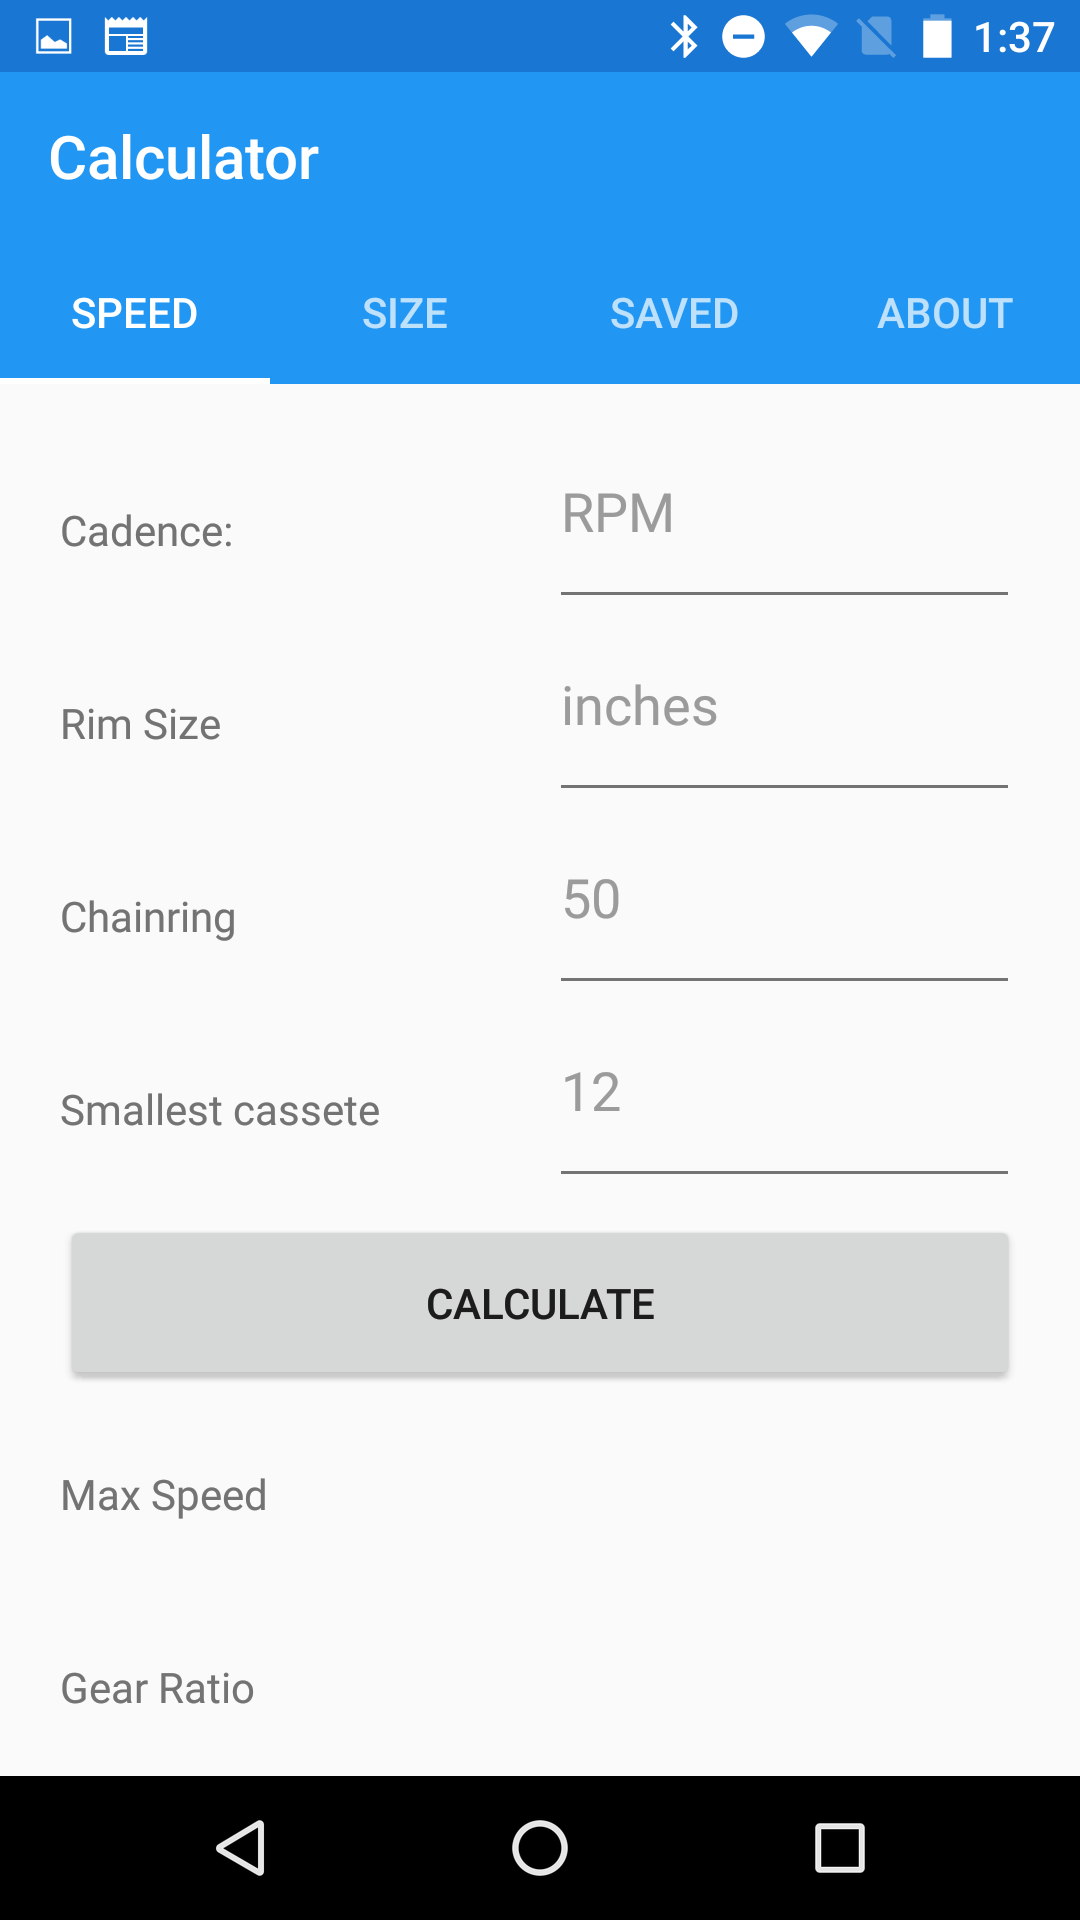 1:37
Calculator
SPEED SIZE SAVED ABOUT
Cadence: RPM
Rim Size inches
Chainring 50
Smallest cassete 12
CALCULATE
Max Speed
Gear Ratio